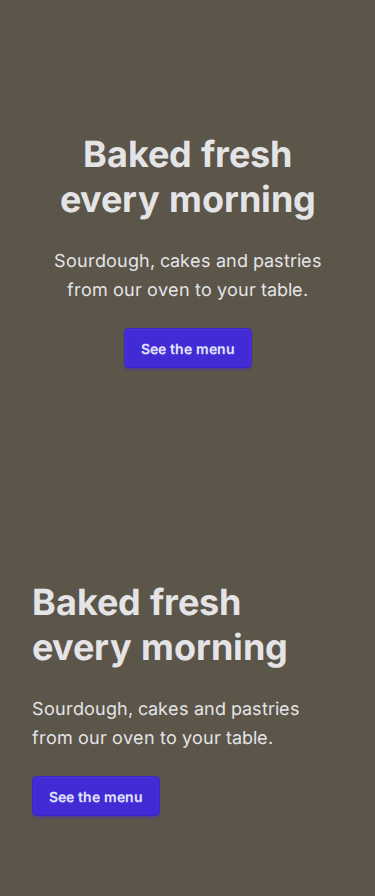 Baked fresh
every morning
Sourdough, cakes and pastries
from our oven to your table.
See the menu
Baked fresh
every morning
Sourdough, cakes and pastries
from our oven to your table.
See the menu